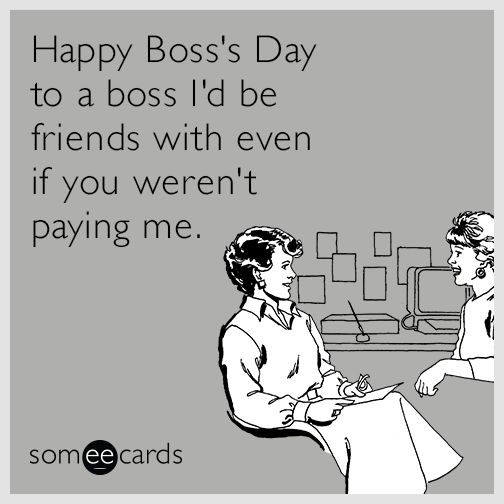 Happy Boss's Day
to a boss I'd be
friends with even
if you weren't
paying me.
someecards